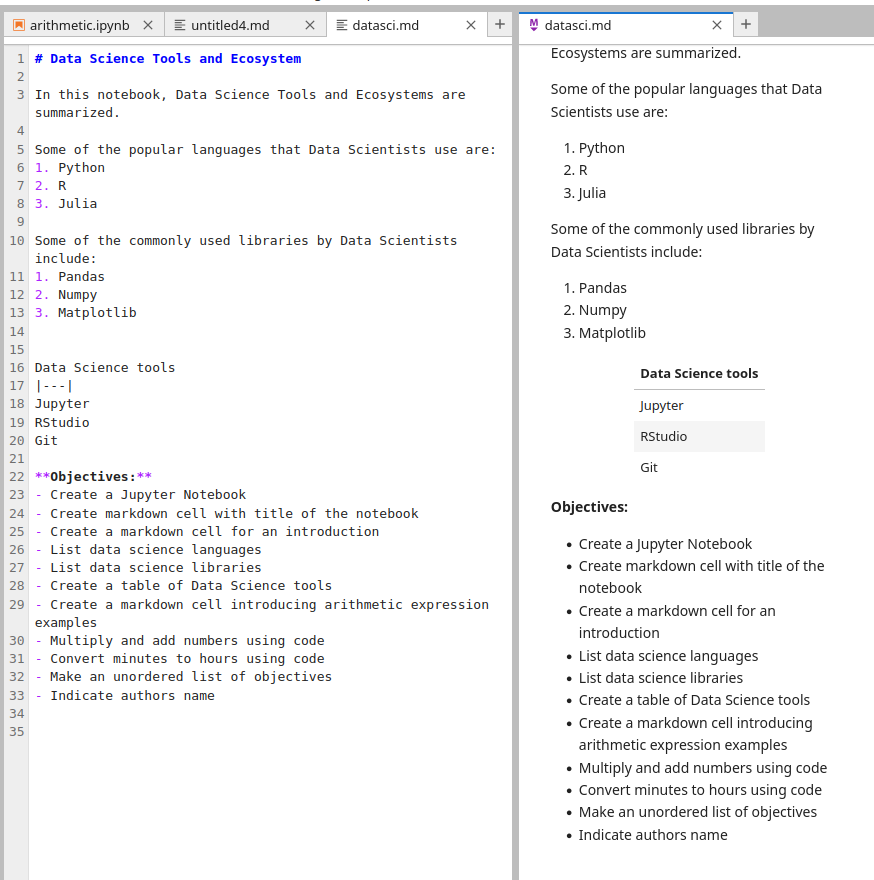 arithmetic.ipynb
untitled4.md
datasci.md
1 # Data Science Tools and Ecosystem
2
3 In this notebook, Data Science Tools and Ecosystems are
summarized.
4
5 Some of the popular languages that Data Scientists use are:
6 1. Python
7 2. R
8 3. Julia
9
10 Some of the commonly used libraries by Data Scientists
include:
11 1. Pandas
12 2. Numpy
13 3. Matplotlib
14
15
16 Data Science tools
17 |---|
18 Jupyter
19 RStudio
20 Git
21
22 **Objectives:**
23 - Create a Jupyter Notebook
24 - Create markdown cell with title of the notebook
25 - Create a markdown cell for an introduction
26 - List data science languages
27 - List data science libraries
28 - Create a table of Data Science tools
29 - Create a markdown cell introducing arithmetic expression
examples
30 - Multiply and add numbers using code
31 - Convert minutes to hours using code
32 - Make an unordered list of objectives
33 - Indicate authors name
34
35
datasci.md
Ecosystems are summarized.
Some of the popular languages that Data
Scientists use are:
1. Python
2. R
3. Julia
Some of the commonly used libraries by
Data Scientists include:
1. Pandas
2. Numpy
3. Matplotlib
Data Science tools
Jupyter
RStudio
Git
Objectives:
• Create a Jupyter Notebook
• Create markdown cell with title of the
notebook
• Create a markdown cell for an
introduction
• List data science languages
• List data science libraries
• Create a table of Data Science tools
• Create a markdown cell introducing
arithmetic expression examples
• Multiply and add numbers using code
• Convert minutes to hours using code
• Make an unordered list of objectives
• Indicate authors name